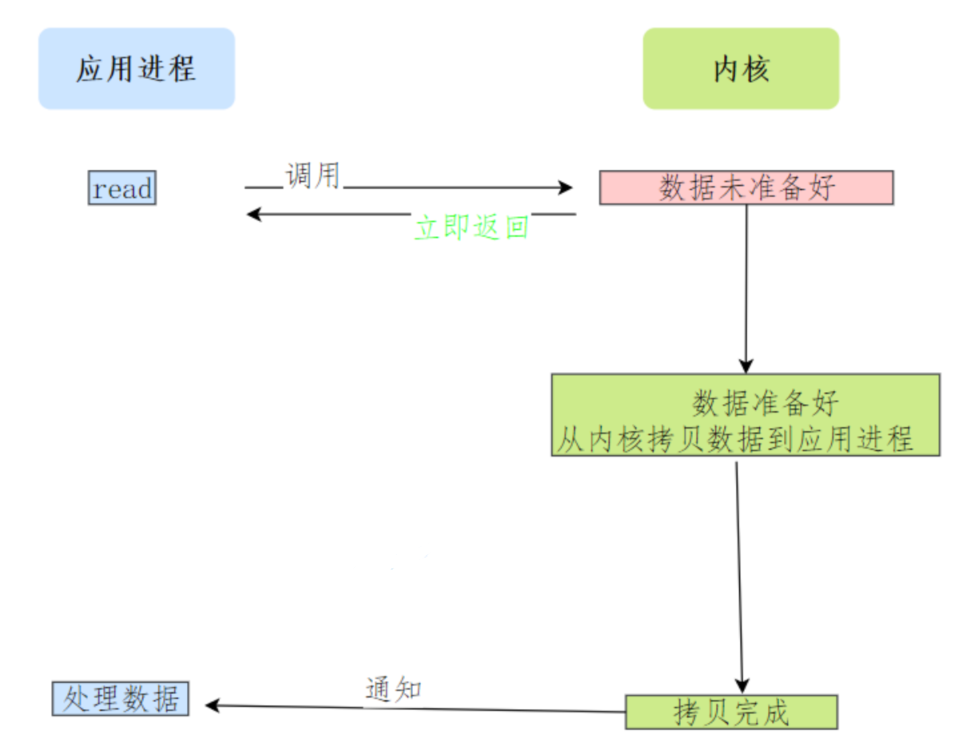 应用进程
内核
read
调用
数据未准备好
立即返回
数据准备好
从内核拷贝数据到应用进程
处理数据
通知
拷贝完成